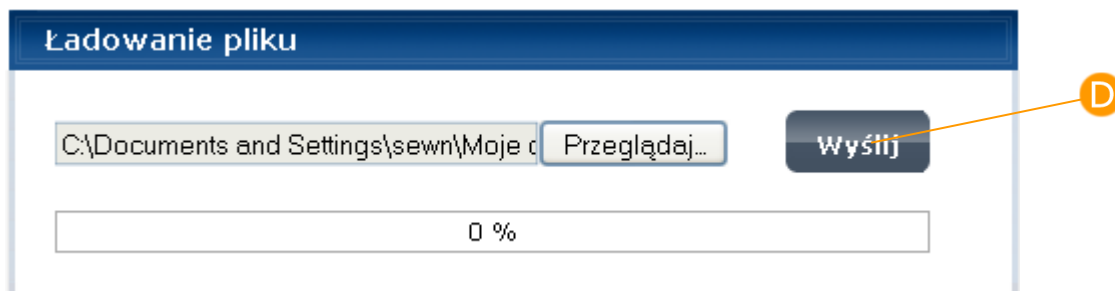 Ładowanie pliku
D
C:\Documents and Settings\sewn\Moje d Przeglądaj... Wyślij
0 %